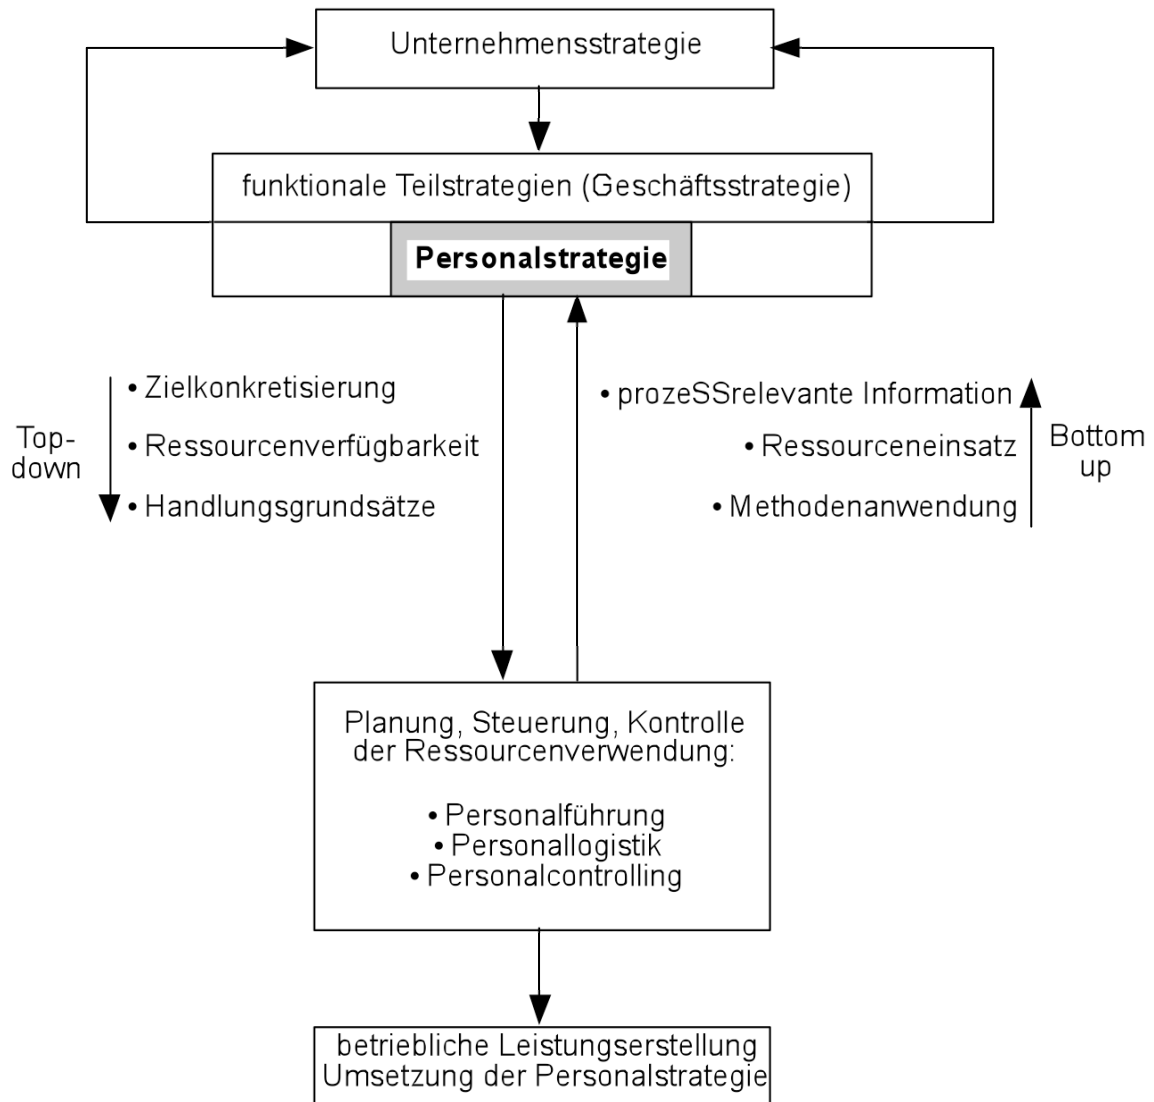 Unternehmensstrategie
funktionale Teilstrategien (Geschäftsstrategie)
Personalstrategie
Top-
down
• Zielkonkretisierung
• Ressourcenverfügbarkeit
• Handlungsgrundsätze
• prozeSSrelevante Information
• Ressourceneinsatz
• Methodenanwendung
Bottom
up
Planung, Steuerung, Kontrolle
der Ressourcenverwendung:
• Personalführung
• Personallogistik
• Personalcontrolling
betriebliche Leistungserstellung
Umsetzung der Personalstrategie